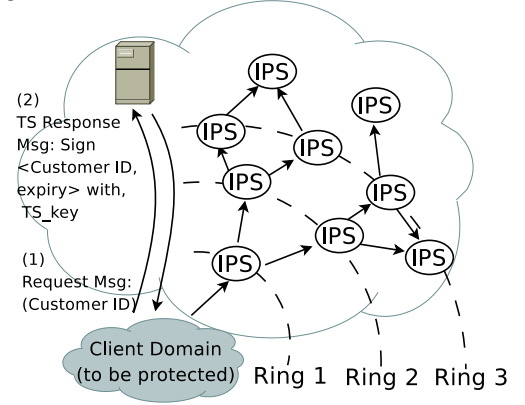 IPS
IPS
IPS
IPS
IPS
IPS
IPS
IPS
IPS
(2)
TS Response
Msg: Sign
<Customer ID,
expiry> with,
TS_key
(1)
Request Msg:
(Customer ID)
Client Domain
(to be protected)
Ring 1
Ring 2
Ring 3